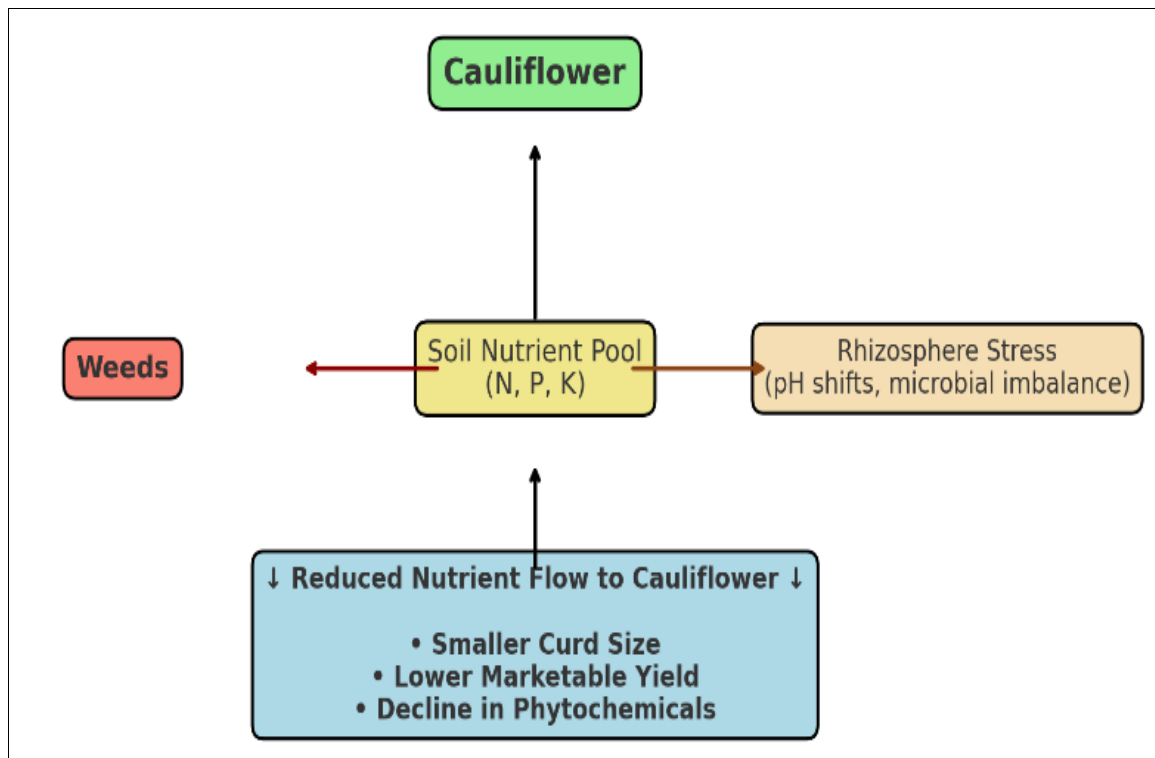 Cauliflower
Weeds
Soil Nutrient Pool
(N, P, K)
Rhizosphere Stress
(pH shifts, microbial imbalance)
↓ Reduced Nutrient Flow to Cauliflower ↓
• Smaller Curd Size
• Lower Marketable Yield
• Decline in Phytochemicals